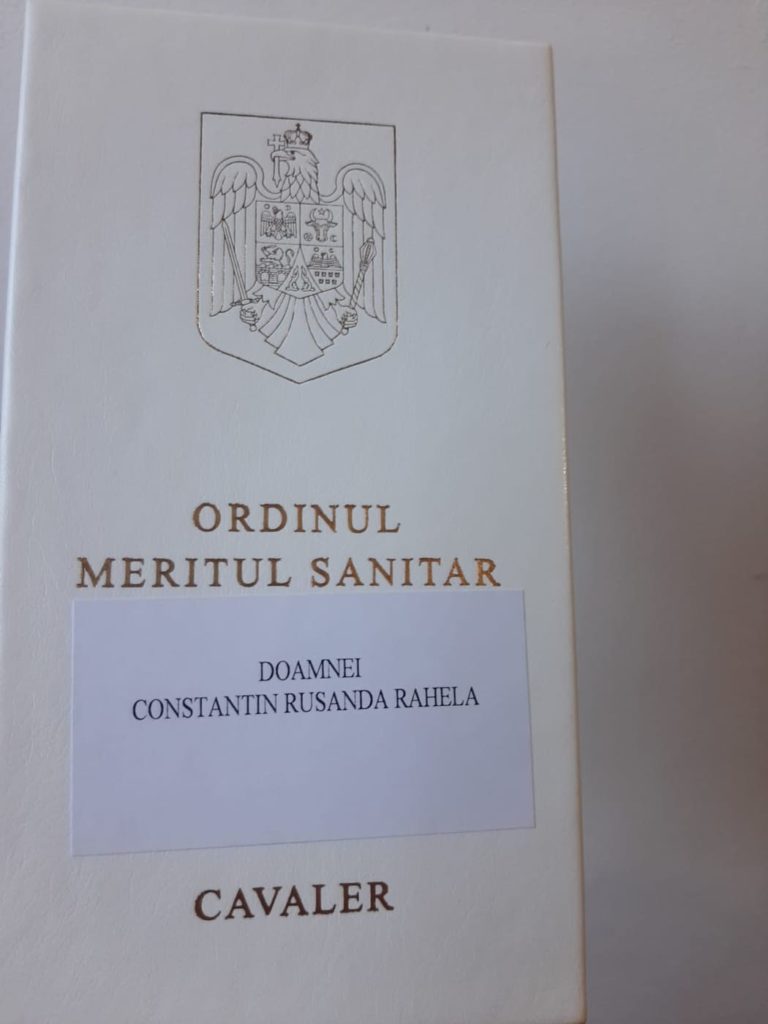 ORDINUL
MERITUL SANITAR
DOAMNEI
CONSTANTIN RUSANDA RAHELA
CAVALER